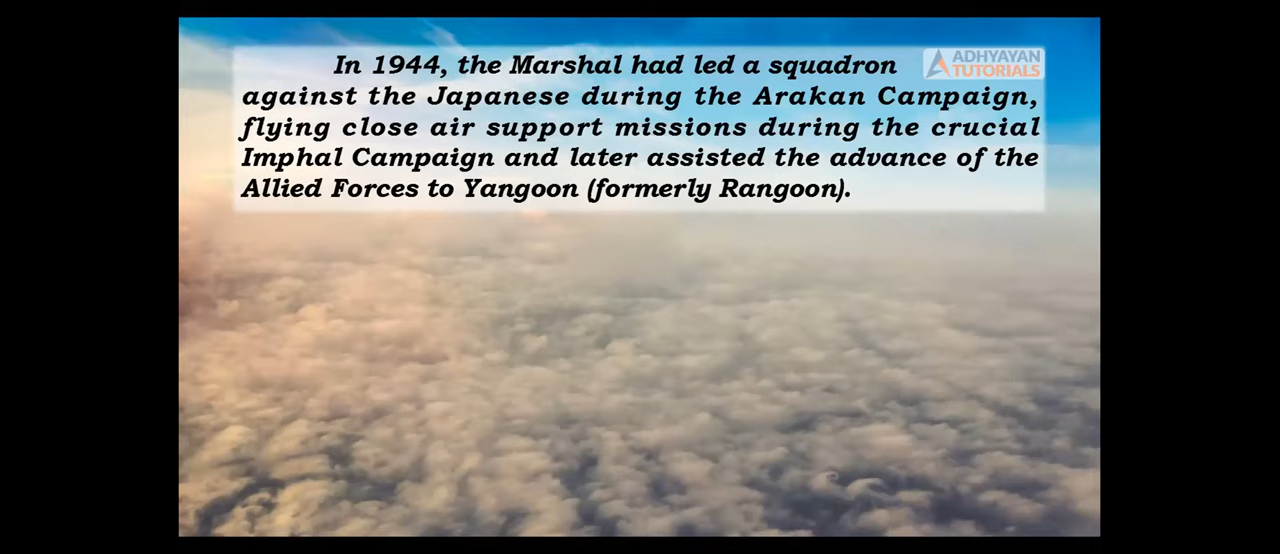 In 1944, the Marshal had led a squadron
ADHYAYAN
TUTORIALS
against the Japanese during the Arakan Campaign,
flying close air support missions during the crucial
Imphal Campaign and later assisted the advance of the
Allied Forces to Yangoon (formerly Rangoon).